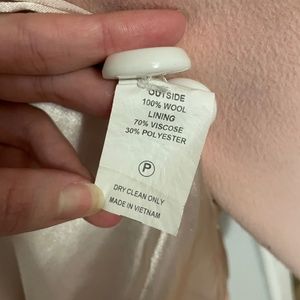 OUTSIDE
100% WOOL
LINING
70% VISCOSE
30% POLYESTER
P
DRY CLEAN ONLY
MADE IN VIETNAM